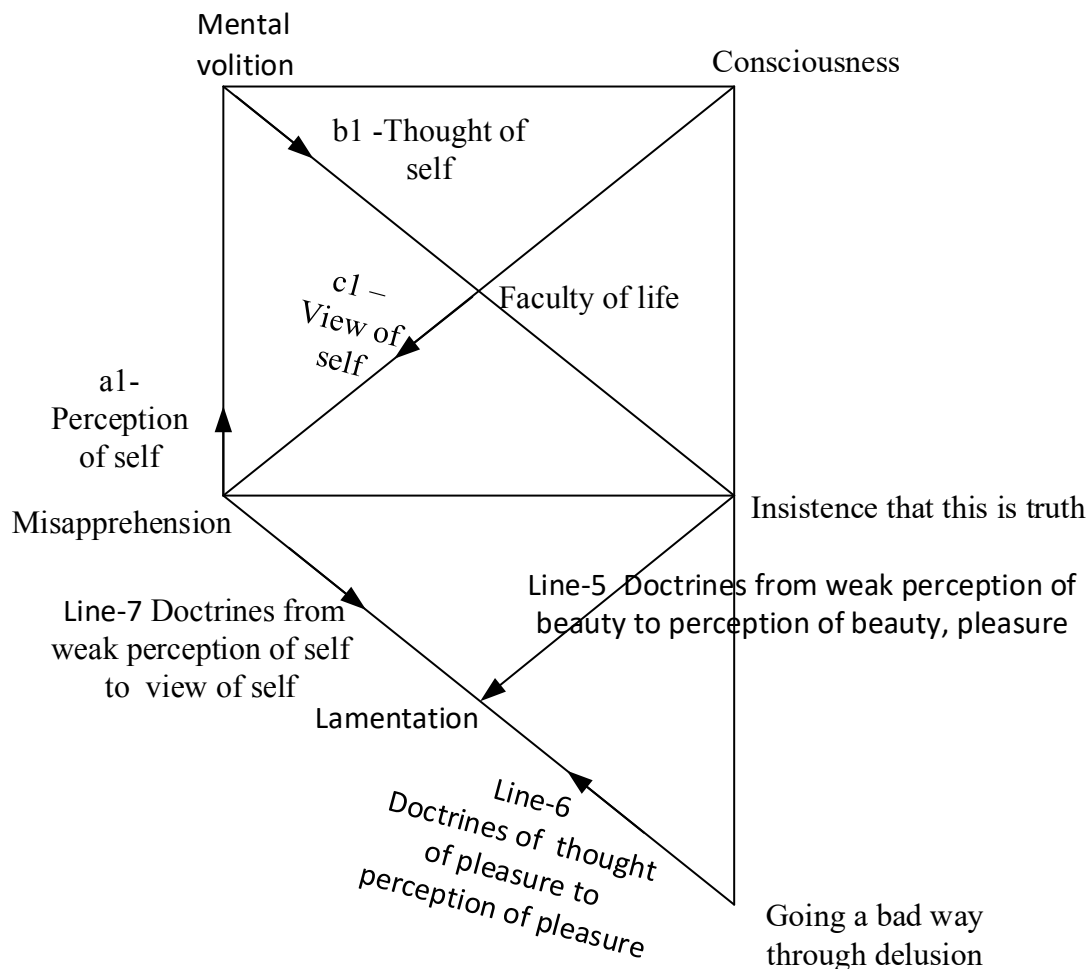 Mental
volition
Consciousness
b1 -Thought of
self
c1 –
View of
self
Faculty of life
a1-
Perception
of self
Misapprehension
Insistence that this is truth
Line-5 Doctrines from weak perception of
beauty to perception of beauty, pleasure
Line-7 Doctrines from
weak perception of self
to view of self
Lamentation
Line-6
Doctrines of thought
of pleasure to
perception of pleasure
Going a bad way
through delusion